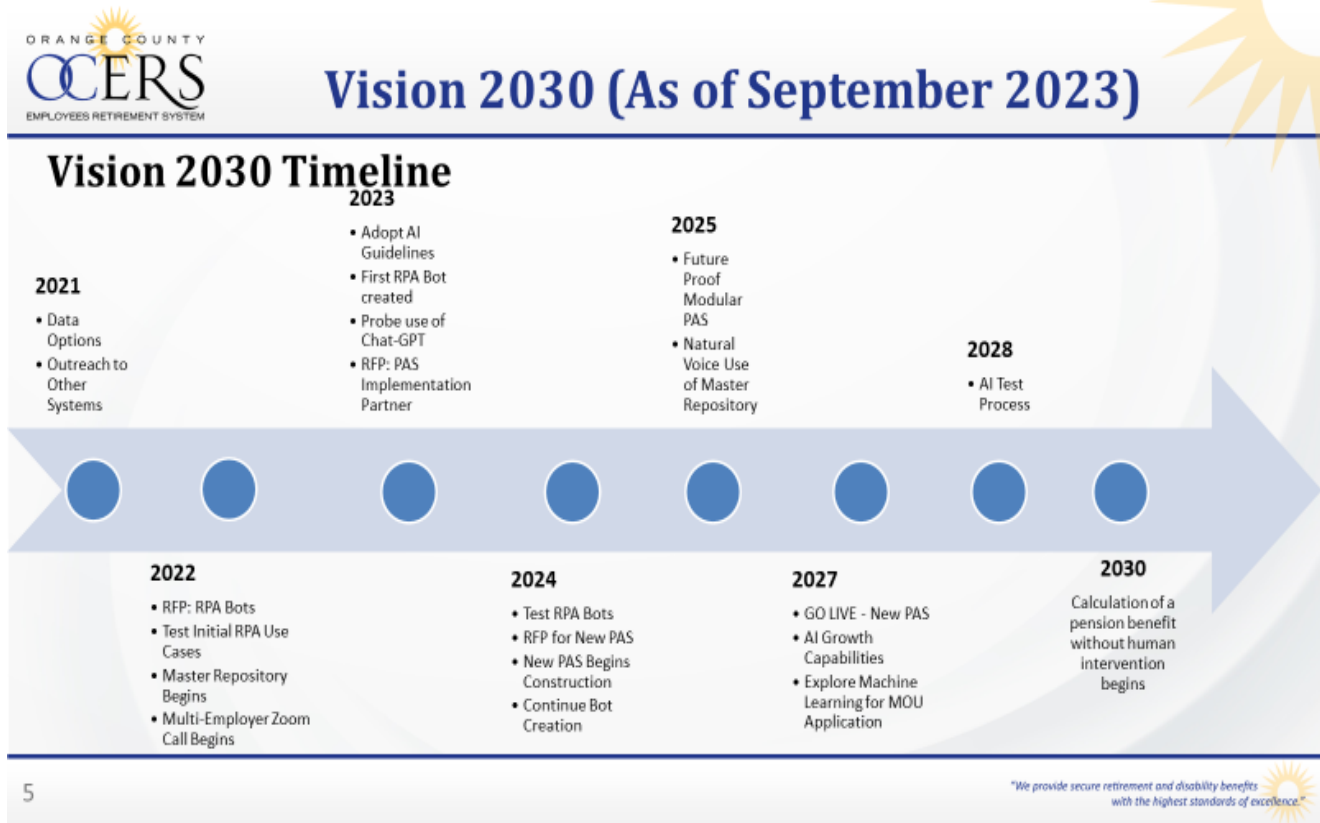 ORANGE COUNTY
OCERS
EMPLOYEES RETIREMENT SYSTEM
Vision 2030 (As of September 2023)
Vision 2030 Timeline
2021
• Data
Options
• Outreach to
Other
Systems
2022
• RFP: RPA Bots
• Test Initial RPA Use
Cases
• Master Repository
Begins
• Multi-Employer Zoom
Call Begins
2023
• Adopt AI
Guidelines
• First RPA Bot
created
• Probe use of
Chat-GPT
• RFP: PAS
Implementation
Partner
2024
• Test RPA Bots
• RFP for New PAS
• New PAS Begins
Construction
• Continue Bot
Creation
2025
• Future
Proof
Modular
PAS
• Natural
Voice Use
of Master
Repository
2027
• GO LIVE - New PAS
• AI Growth
Capabilities
• Explore Machine
Learning for MOU
Application
2028
• AI Test
Process
2030
Calculation of a
pension benefit
without human
intervention
begins
5
"We provide secure retirement and disability benefits
with the highest standards of excellence."